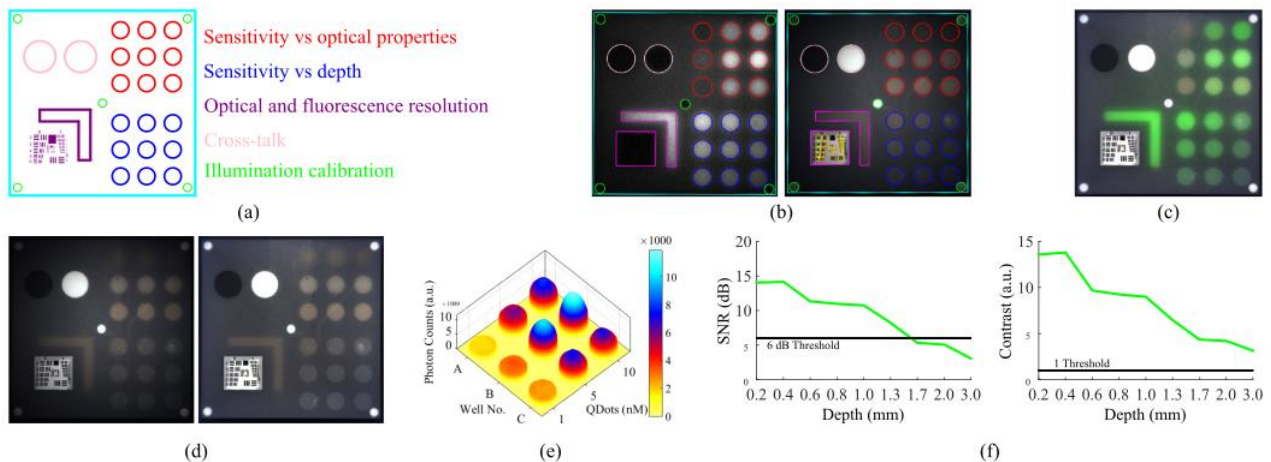 Sensitivity vs optical properties
Sensitivity vs depth
Optical and fluorescence resolution
Cross-talk
Illumination calibration
(a)
(b)
(c)
(d)
×1000
Photon Counts (a.u.)
×1000
10
5
0
A
B
C
Well No.
1
5
10
QDots (nM)
10
8
6
4
2
0
(e)
SNR (dB)
20
15
10
5
0
6 dB Threshold
0.2 0.4 0.6 0.8 1.0 1.3 1.7 2.0 3.0
Depth (mm)
Contrast (a.u.)
15
10
5
0
1 Threshold
0.2 0.4 0.6 0.8 1.0 1.3 1.7 2.0 3.0
Depth (mm)
(f)